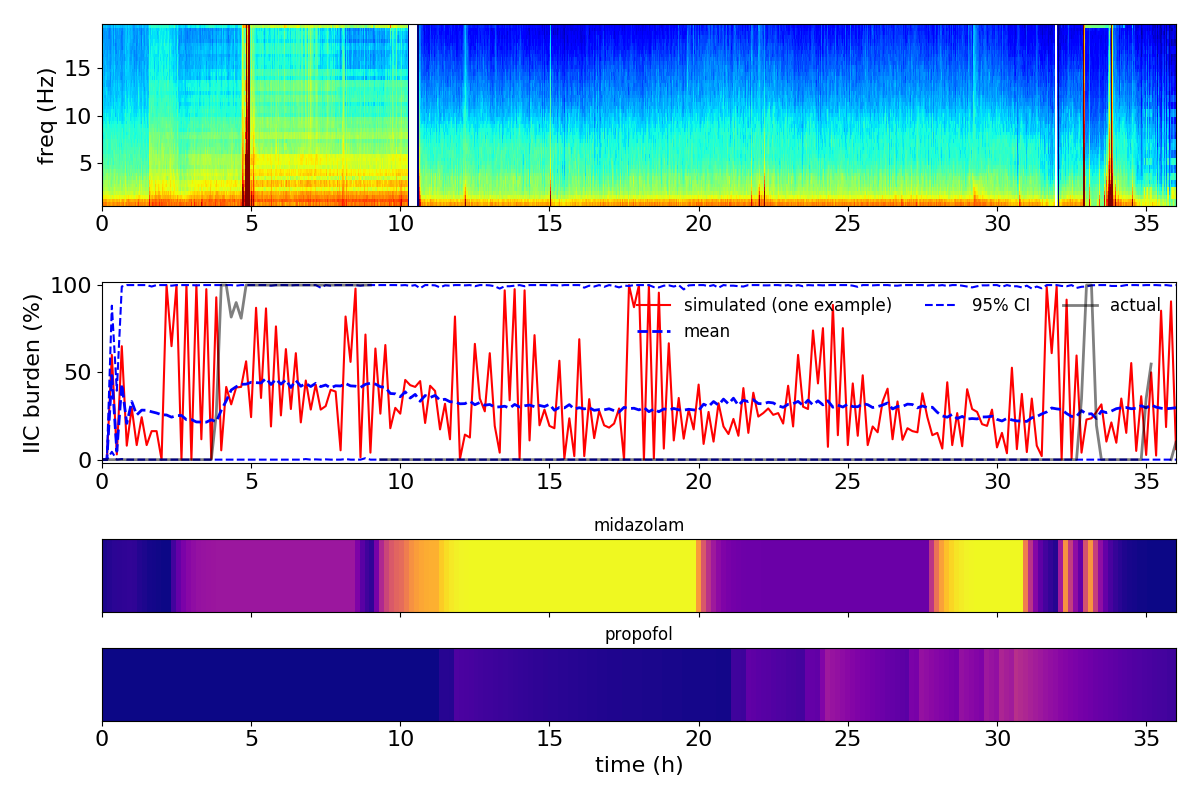 freq (Hz)
15
10
5
0 5 10 15 20 25 30 35
IIC burden (%)
100
50
0
simulated (one example)
mean
95% CI
actual
0 5 10 15 20 25 30 35
midazolam
propofol
0 5 10 15 20 25 30 35
time (h)